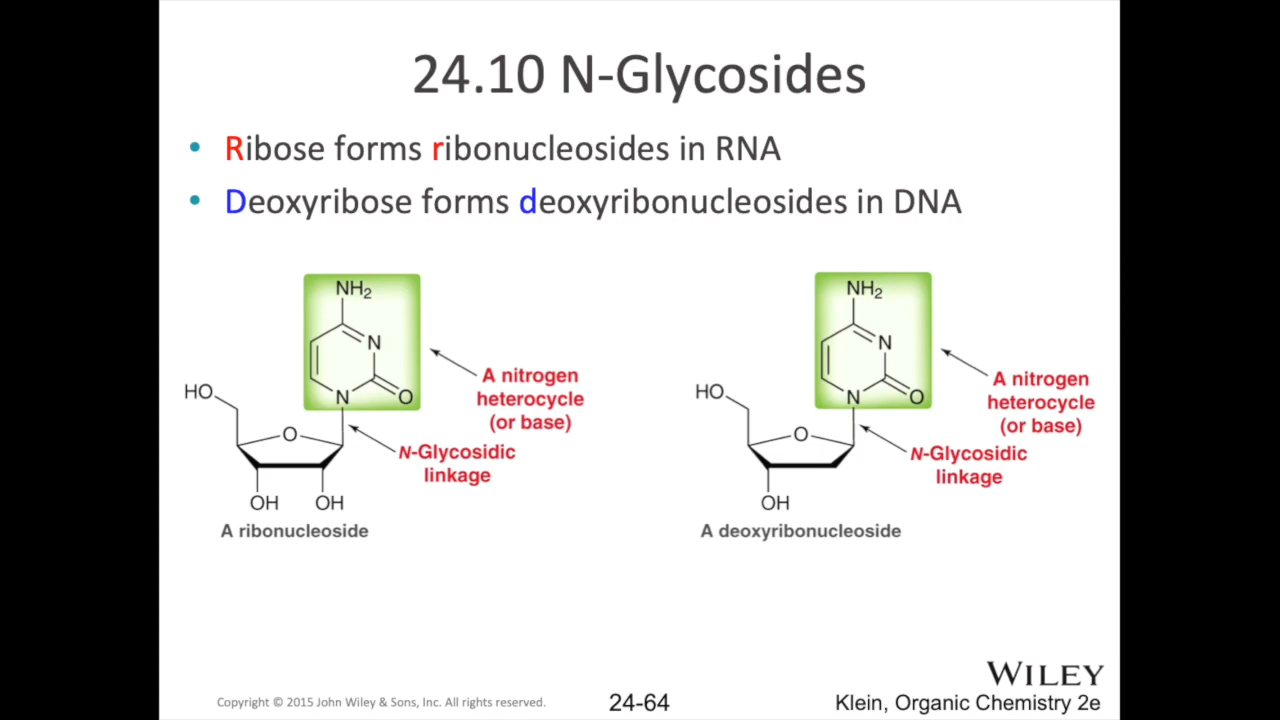 24.10 N-Glycosides
• Ribose forms ribonucleosides in RNA
• Deoxyribose forms deoxyribonucleosides in DNA
NH₂
N
N
O
HO
O
OH OH
A nitrogen
heterocycle
(or base)
N-Glycosidic
linkage
A ribonucleoside
NH₂
N
N
O
HO
O
OH
A nitrogen
heterocycle
(or base)
N-Glycosidic
linkage
A deoxyribonucleoside
WILEY
Copyright © 2015 John Wiley & Sons, Inc. All rights reserved.
24-64
Klein, Organic Chemistry 2e